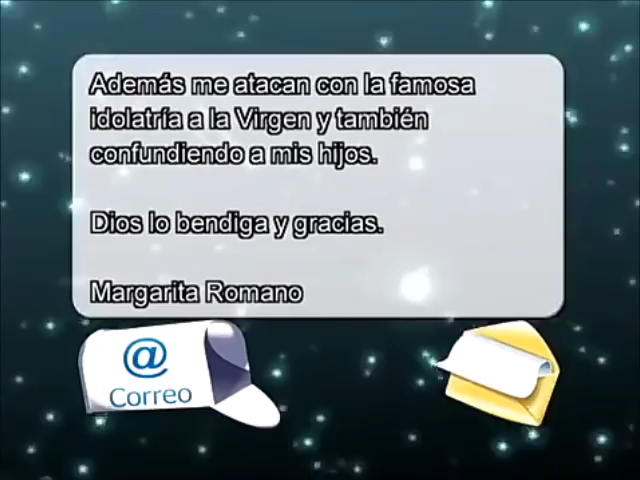 Además me atacan con la famosa
idolatría a la Virgen y también
confundiendo a mis hijos.
Dios lo bendiga y gracias.
Margarita Romano
@
Correo